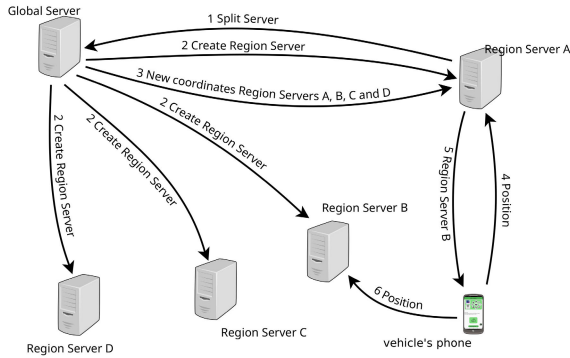 Global Server
1 Split Server
2 Create Region Server
Region Server A
3 New coordinates Region Servers A, B, C and D
2 Create Region Server
2 Create Region Server
2 Create Region Server
5 Region Server B
4 Position
Region Server B
6 Position
Region Server D
Region Server C
vehicle's phone